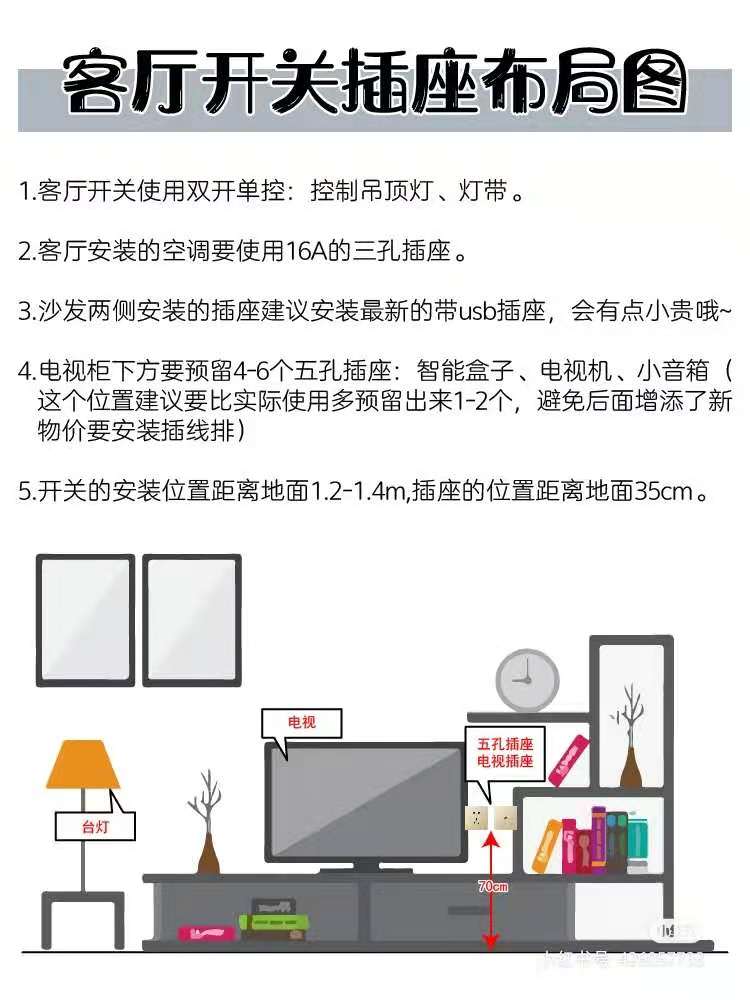 客厅开关插座布局图
1.客厅开关使用双开单控：控制吊顶灯、灯带。
2.客厅安装的空调要使用16A的三孔插座。
3.沙发两侧安装的插座建议安装最新的带usb插座，会有点小贵哦~
4.电视柜下方要预留4-6个五孔插座：智能盒子、电视机、小音箱（
这个位置建议要比实际使用多预留出来1-2个，避免后面增添了新
物价要安装插线排）
5.开关的安装位置距离地面1.2-1.4m,插座的位置距离地面35cm。
电视
五孔插座
电视插座
台灯
70cm
小红书号